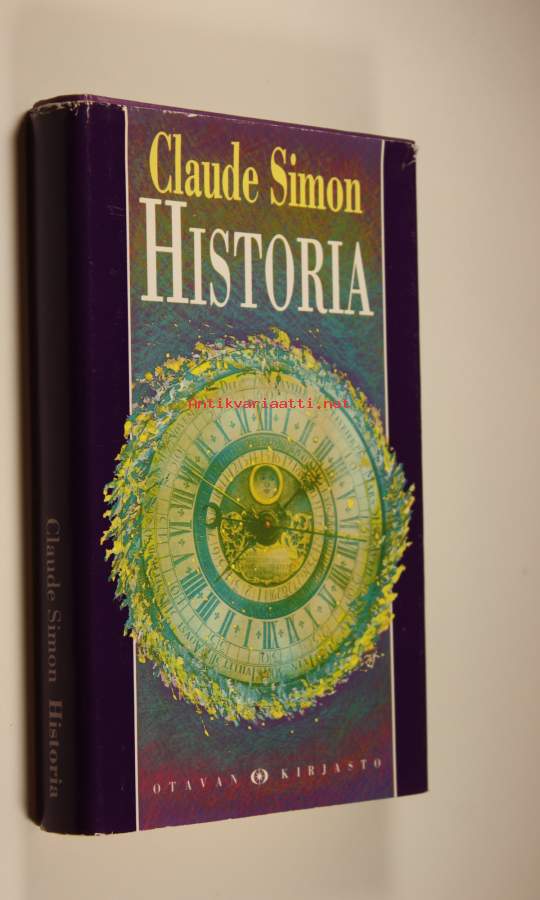 Claude Simon
HISTORIA
Antikvariaatti.net
OTAVAN KIRJASTO
Claude Simon Historia